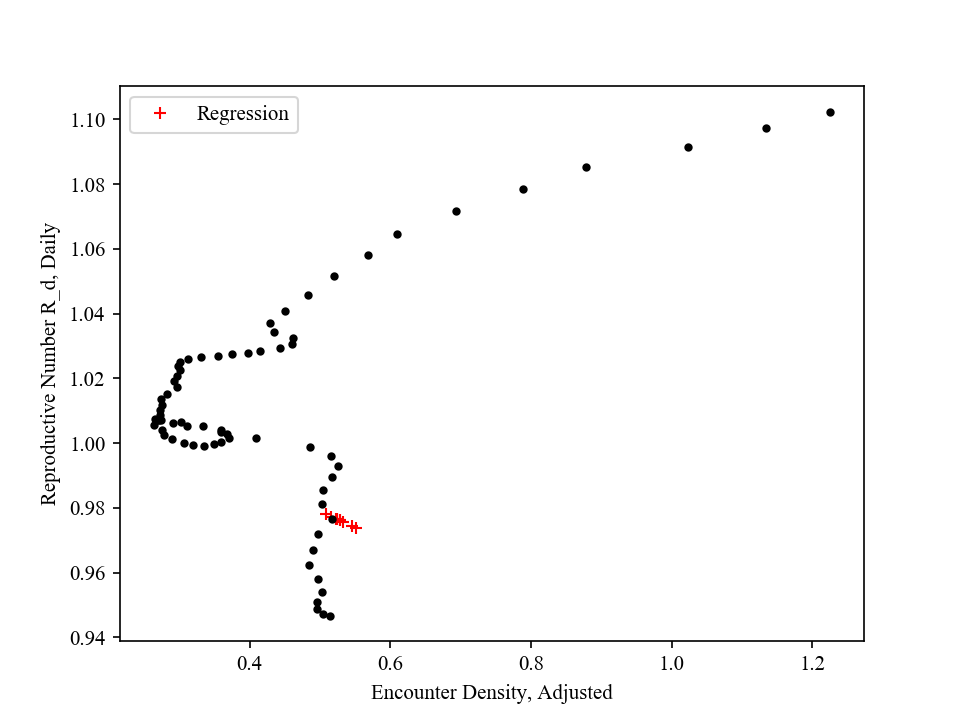 Regression
1.10
1.08
1.06
1.04
1.02
1.00
0.98
0.96
0.94
Reproductive Number R_d, Daily
0.4 0.6 0.8 1.0 1.2
Encounter Density, Adjusted